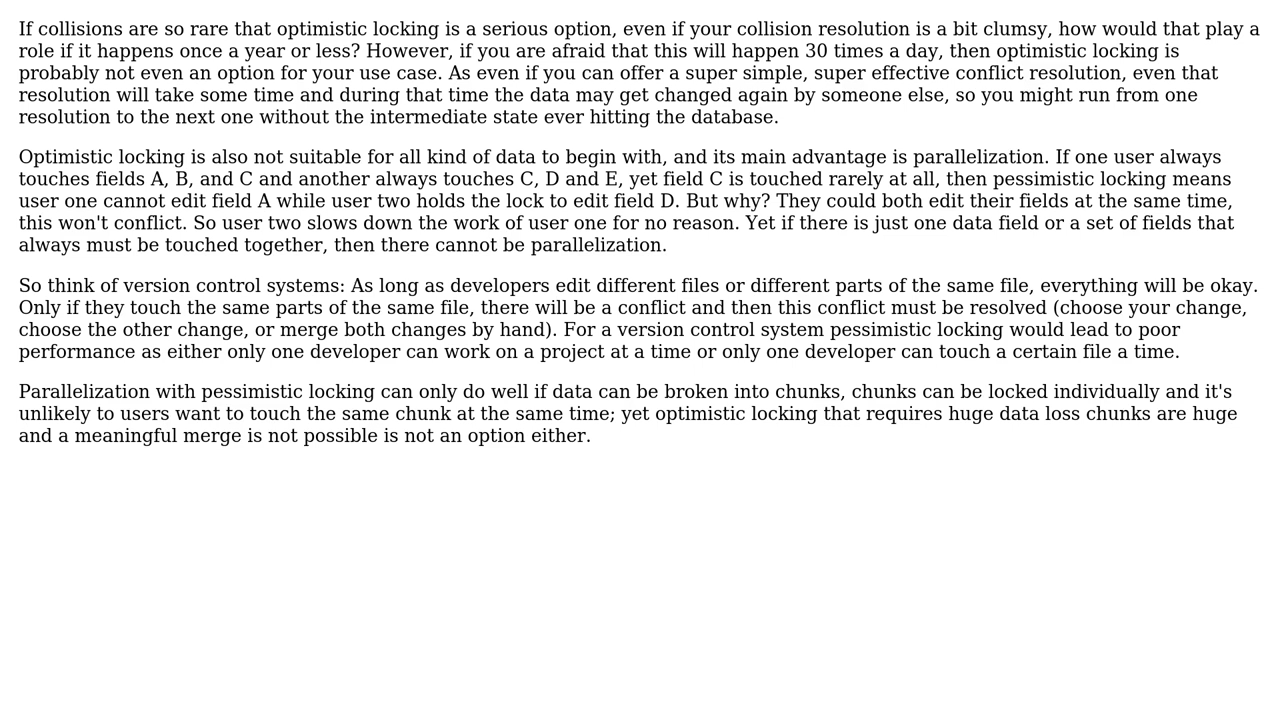 If collisions are so rare that optimistic locking is a serious option, even if your collision resolution is a bit clumsy, how would that play a
role if it happens once a year or less? However, if you are afraid that this will happen 30 times a day, then optimistic locking is
probably not even an option for your use case. As even if you can offer a super simple, super effective conflict resolution, even that
resolution will take some time and during that time the data may get changed again by someone else, so you might run from one
resolution to the next one without the intermediate state ever hitting the database.
Optimistic locking is also not suitable for all kind of data to begin with, and its main advantage is parallelization. If one user always
touches fields A, B, and C and another always touches C, D and E, yet field C is touched rarely at all, then pessimistic locking means
user one cannot edit field A while user two holds the lock to edit field D. But why? They could both edit their fields at the same time,
this won't conflict. So user two slows down the work of user one for no reason. Yet if there is just one data field or a set of fields that
always must be touched together, then there cannot be parallelization.
So think of version control systems: As long as developers edit different files or different parts of the same file, everything will be okay.
Only if they touch the same parts of the same file, there will be a conflict and then this conflict must be resolved (choose your change,
choose the other change, or merge both changes by hand). For a version control system pessimistic locking would lead to poor
performance as either only one developer can work on a project at a time or only one developer can touch a certain file a time.
Parallelization with pessimistic locking can only do well if data can be broken into chunks, chunks can be locked individually and it's
unlikely to users want to touch the same chunk at the same time; yet optimistic locking that requires huge data loss chunks are huge
and a meaningful merge is not possible is not an option either.